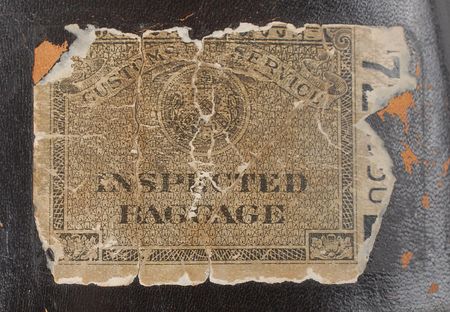 CUSTOMS SERVICE
INSPECTED
BAGGAGE